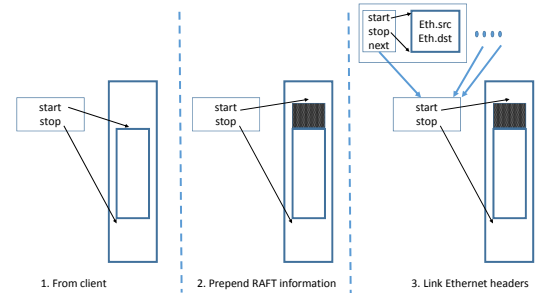 start
stop
next
Eth.src
Eth.dst
start
stop
start
stop
start
stop
1. From client
2. Prepend RAFT information
3. Link Ethernet headers